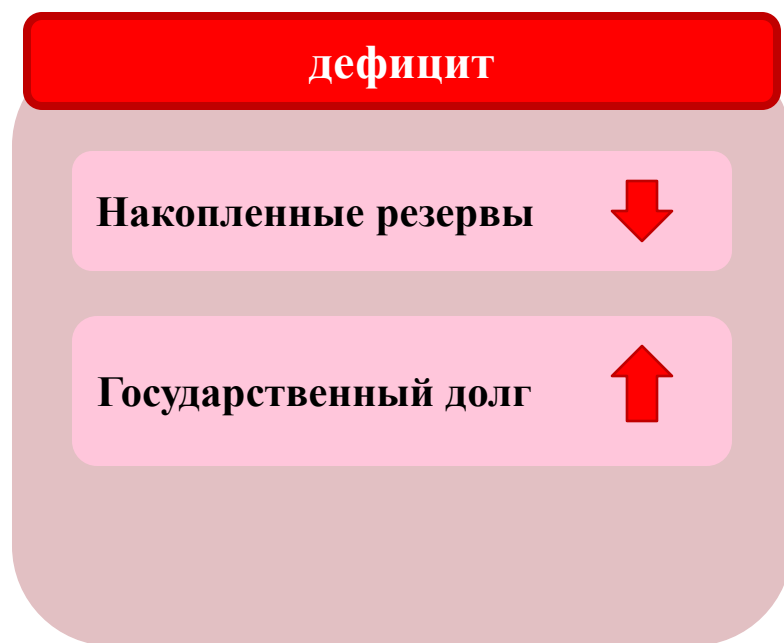 дефицит
Накопленные резервы
Государственный долг